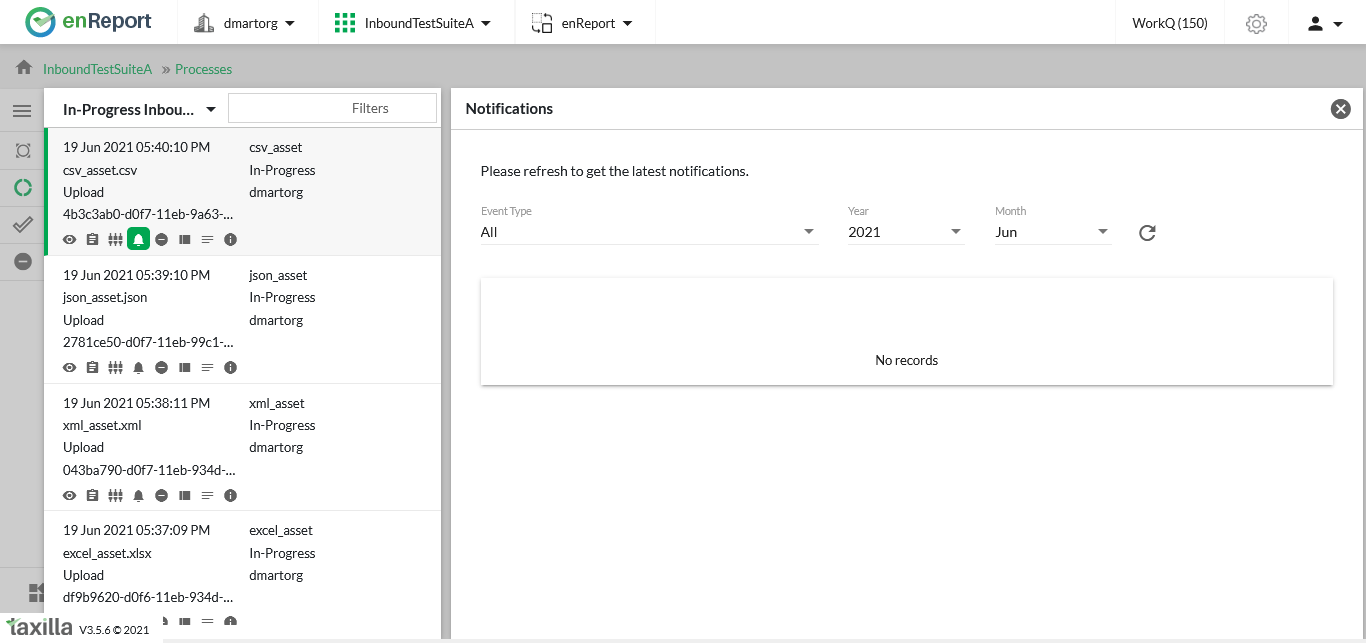 enReport
dmartorg
InboundTestSuiteA
enReport
WorkQ (150)
InboundTestSuiteA » Processes
In-Progress Inbou...
Filters
19 Jun 2021 05:40:10 PM
csv_asset
csv_asset.csv
In-Progress
Upload
dmartorg
4b3c3ab0-d0f7-11eb-9a63-...
19 Jun 2021 05:39:10 PM
json_asset
json_asset.json
In-Progress
Upload
dmartorg
2781ce50-d0f7-11eb-99c1-...
19 Jun 2021 05:38:11 PM
xml_asset
xml_asset.xml
In-Progress
Upload
dmartorg
043ba790-d0f7-11eb-934d-...
19 Jun 2021 05:37:09 PM
excel_asset
excel_asset.xlsx
In-Progress
Upload
dmartorg
df9b9620-d0f6-11eb-934d-...
taxilla V3.5.6 © 2021
Notifications
Please refresh to get the latest notifications.
Event Type
All
Year
2021
Month
Jun
No records